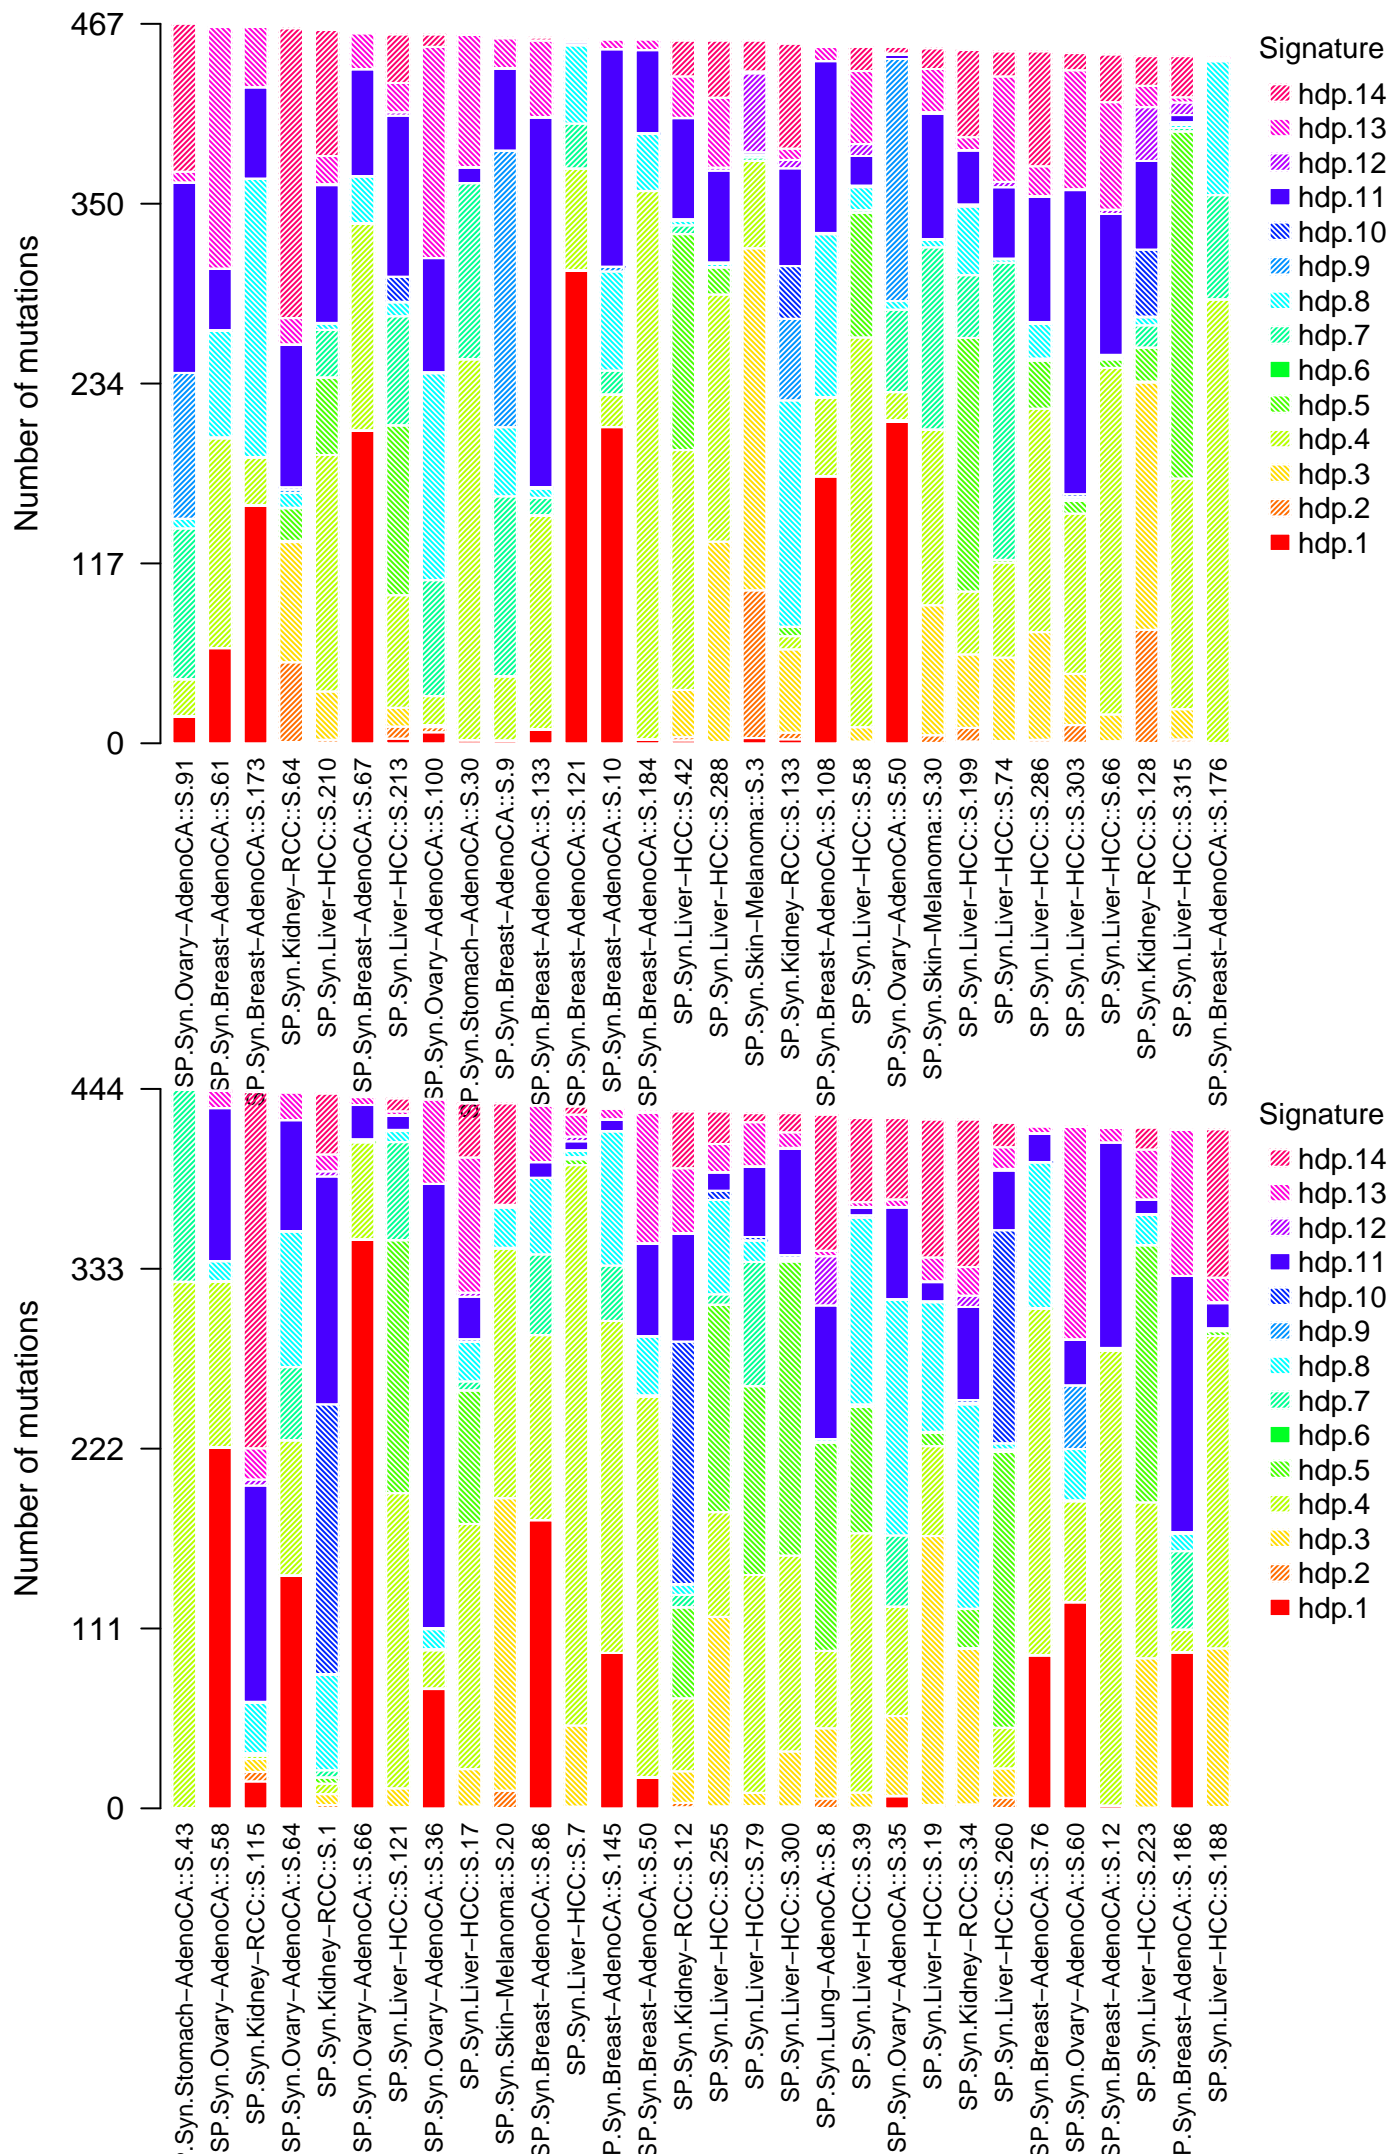 Number of mutations
467
350
234
117
0
Signature
hdp.14
hdp.13
hdp.12
hdp.11
hdp.10
hdp.9
hdp.8
hdp.7
hdp.6
hdp.5
hdp.4
hdp.3
hdp.2
hdp.1
SP.Syn.Ovary−AdenoCA::S.91
SP.Syn.Breast−AdenoCA::S.61
SP.Syn.Breast−AdenoCA::S.173
SP.Syn.Kidney−RCC::S.64
SP.Syn.Liver−HCC::S.210
SP.Syn.Breast−AdenoCA::S.67
SP.Syn.Liver−HCC::S.213
SP.Syn.Ovary−AdenoCA::S.100
SP.Syn.Stomach−AdenoCA::S.30
SP.Syn.Breast−AdenoCA::S.9
SP.Syn.Breast−AdenoCA::S.133
SP.Syn.Breast−AdenoCA::S.121
SP.Syn.Breast−AdenoCA::S.10
SP.Syn.Breast−AdenoCA::S.184
SP.Syn.Liver−HCC::S.42
SP.Syn.Liver−HCC::S.288
SP.Syn.Skin−Melanoma::S.3
SP.Syn.Kidney−RCC::S.133
SP.Syn.Breast−AdenoCA::S.108
SP.Syn.Liver−HCC::S.58
SP.Syn.Ovary−AdenoCA::S.50
SP.Syn.Skin−Melanoma::S.30
SP.Syn.Liver−HCC::S.199
SP.Syn.Liver−HCC::S.74
SP.Syn.Liver−HCC::S.286
SP.Syn.Liver−HCC::S.303
SP.Syn.Liver−HCC::S.66
SP.Syn.Kidney−RCC::S.128
SP.Syn.Liver−HCC::S.315
SP.Syn.Breast−AdenoCA::S.176
Number of mutations
444
333
222
111
0
Signature
hdp.14
hdp.13
hdp.12
hdp.11
hdp.10
hdp.9
hdp.8
hdp.7
hdp.6
hdp.5
hdp.4
hdp.3
hdp.2
hdp.1
P.Syn.Stomach−AdenoCA::S.43
SP.Syn.Ovary−AdenoCA::S.58
SP.Syn.Kidney−RCC::S.115
SP.Syn.Ovary−AdenoCA::S.64
SP.Syn.Kidney−RCC::S.1
SP.Syn.Ovary−AdenoCA::S.66
SP.Syn.Liver−HCC::S.121
SP.Syn.Ovary−AdenoCA::S.36
SP.Syn.Liver−HCC::S.17
SP.Syn.Skin−Melanoma::S.20
SP.Syn.Breast−AdenoCA::S.86
SP.Syn.Liver−HCC::S.7
SP.Syn.Breast−AdenoCA::S.145
SP.Syn.Breast−AdenoCA::S.50
SP.Syn.Kidney−RCC::S.12
SP.Syn.Liver−HCC::S.255
SP.Syn.Liver−HCC::S.79
SP.Syn.Liver−HCC::S.300
SP.Syn.Lung−AdenoCA::S.8
SP.Syn.Liver−HCC::S.39
SP.Syn.Ovary−AdenoCA::S.35
SP.Syn.Liver−HCC::S.19
SP.Syn.Kidney−RCC::S.34
SP.Syn.Liver−HCC::S.260
SP.Syn.Breast−AdenoCA::S.76
SP.Syn.Ovary−AdenoCA::S.60
SP.Syn.Breast−AdenoCA::S.12
SP.Syn.Liver−HCC::S.223
SP.Syn.Breast−AdenoCA::S.186
SP.Syn.Liver−HCC::S.188